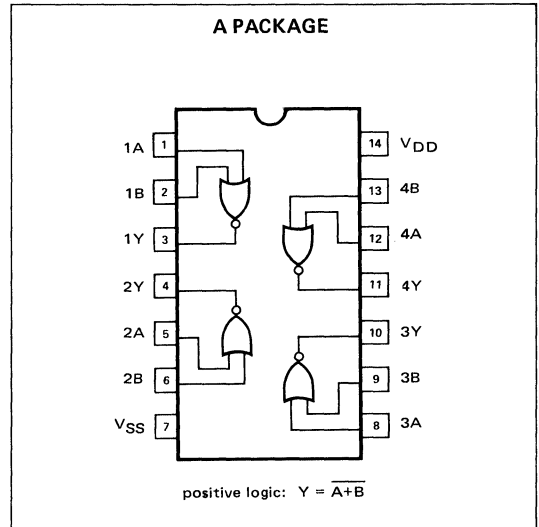 A PACKAGE
1A 1
1B 2
1Y 3
2Y 4
2A 5
2B 6
VSS 7
14 VDD
13 4B
12 4A
11 4Y
10 3Y
9 3B
8 3A
positive logic: Y = A+B